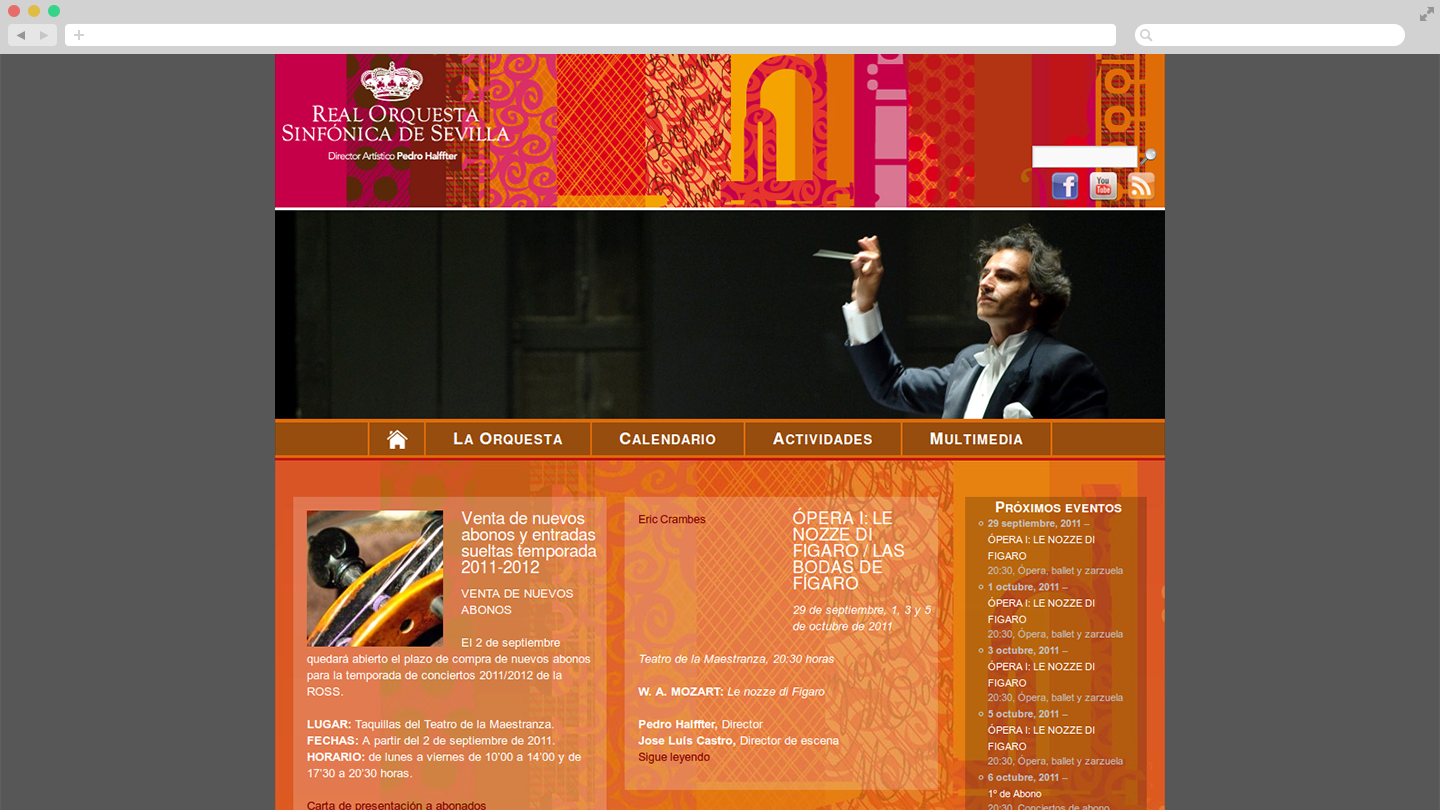 REAL ORQUESTA
SINFÓNICA DE SEVILLA
Director Artístico Pedro Halffter
You
Tube
LA ORQUESTA
CALENDARIO
ACTIVIDADES
MULTIMEDIA
Venta de nuevos
abonos y entradas
sueltas temporada
2011-2012
VENTA DE NUEVOS
ABONOS
El 2 de septiembre
quedará abierto el plazo de compra de nuevos abonos
para la temporada de conciertos 2011/2012 de la
ROSS.
LUGAR: Taquillas del Teatro de la Maestranza.
FECHAS: A partir del 2 de septiembre de 2011.
HORARIO: de lunes a viernes de 10'00 a 14'00 y de
17'30 a 20'30 horas.
Carta de presentación a abonados
Eric Crambes
ÓPERA I: LE
NOZZE DI
FIGARO / LAS
BODAS DE
FÍGARO
29 de septiembre, 1, 3 y 5
de octubre de 2011
Teatro de la Maestranza, 20:30 horas
W. A. MOZART: Le nozze di Figaro
Pedro Halffter, Director
Jose Luis Castro, Director de escena
Sigue leyendo
PRÓXIMOS EVENTOS
29 septiembre, 2011 –
ÓPERA I: LE NOZZE DI
FIGARO
20:30, Ópera, ballet y zarzuela
1 octubre, 2011 –
ÓPERA I: LE NOZZE DI
FIGARO
20:30, Ópera, ballet y zarzuela
3 octubre, 2011 –
ÓPERA I: LE NOZZE DI
FIGARO
20:30, Ópera, ballet y zarzuela
5 octubre, 2011 –
ÓPERA I: LE NOZZE DI
FIGARO
20:30, Ópera, ballet y zarzuela
6 octubre, 2011 –
1º de Abono
20:30, Conciertos de abono